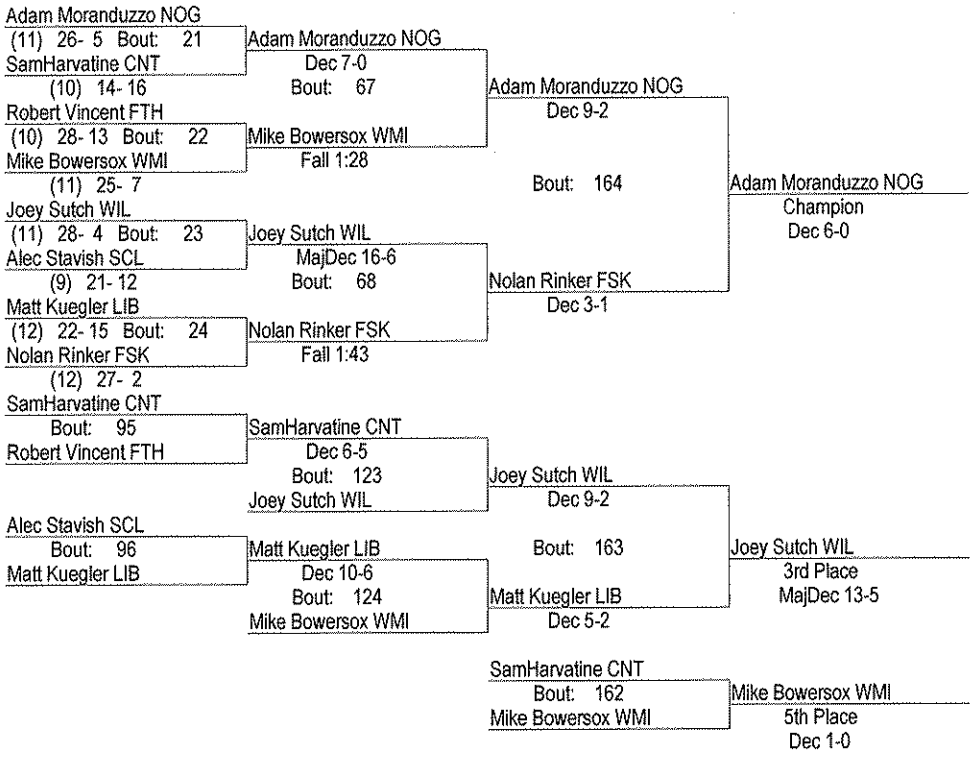 Adam Moranduzzo NOG
(11) 26- 5 Bout: 21
SamHarvatine CNT
(10) 14- 16
Robert Vincent FTH
(10) 28- 13 Bout: 22
Mike Bowersox WMI
(11) 25- 7
Joey Sutch WIL
(11) 28- 4 Bout: 23
Alec Stavish SCL
(9) 21- 12
Matt Kuegler LIB
(12) 22- 15 Bout: 24
Nolan Rinker FSK
(12) 27- 2
Adam Moranduzzo NOG
Dec 7-0
Bout: 67
Mike Bowersox WMI
Fall 1:28
Joey Sutch WIL
MajDec 16-6
Bout: 68
Nolan Rinker FSK
Fall 1:43
Adam Moranduzzo NOG
Dec 9-2
Bout: 164
Nolan Rinker FSK
Dec 3-1
Adam Moranduzzo NOG
Champion
Dec 6-0
SamHarvatine CNT
Bout: 95
Robert Vincent FTH
Alec Stavish SCL
Bout: 96
Matt Kuegler LIB
SamHarvatine CNT
Dec 6-5
Bout: 123
Joey Sutch WIL
Matt Kuegler LIB
Dec 10-6
Bout: 124
Mike Bowersox WMI
Joey Sutch WIL
Dec 9-2
Bout: 163
Matt Kuegler LIB
Dec 5-2
Joey Sutch WIL
3rd Place
MajDec 13-5
SamHarvatine CNT
Bout: 162
Mike Bowersox WMI
Mike Bowersox WMI
5th Place
Dec 1-0